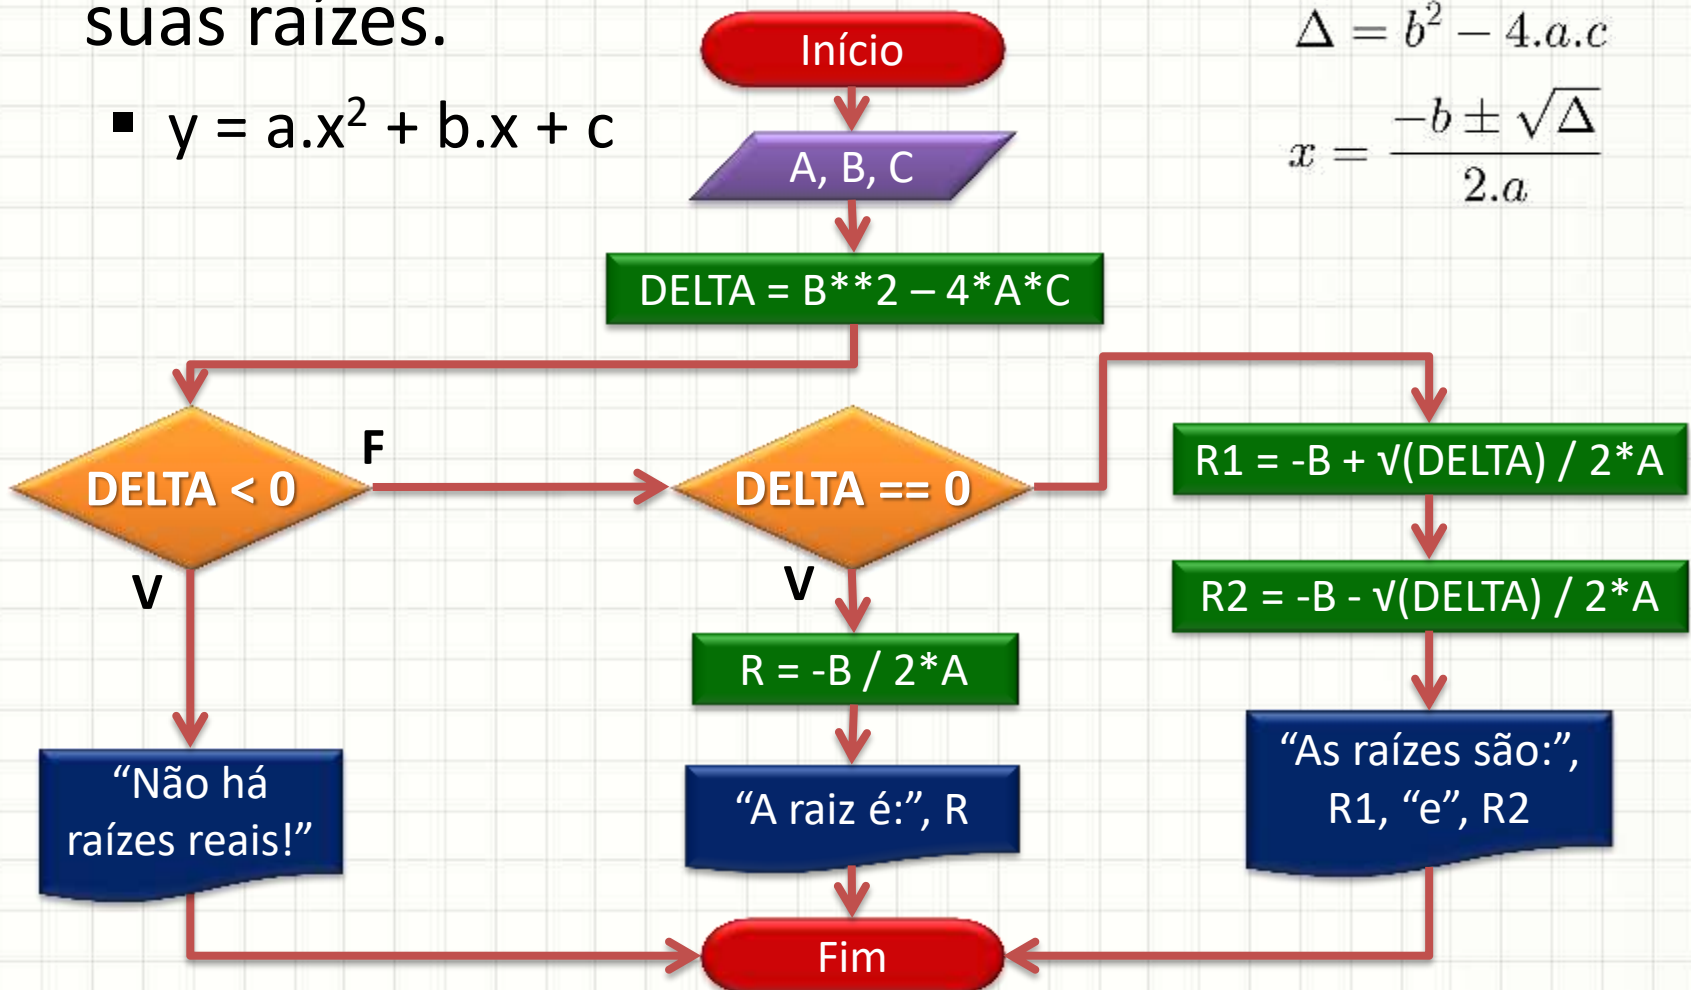 suas raízes.
▪ y = a.x² + b.x + c
Δ = b² − 4.a.c
x = (−b ± √Δ) / 2.a
Início
A, B, C
DELTA = B**2 – 4*A*C
DELTA < 0
F
V
DELTA == 0
V
R1 = -B + √(DELTA) / 2*A
R2 = -B - √(DELTA) / 2*A
R = -B / 2*A
“Não há
raízes reais!”
“A raiz é:”, R
“As raízes são:”,
R1, “e”, R2
Fim